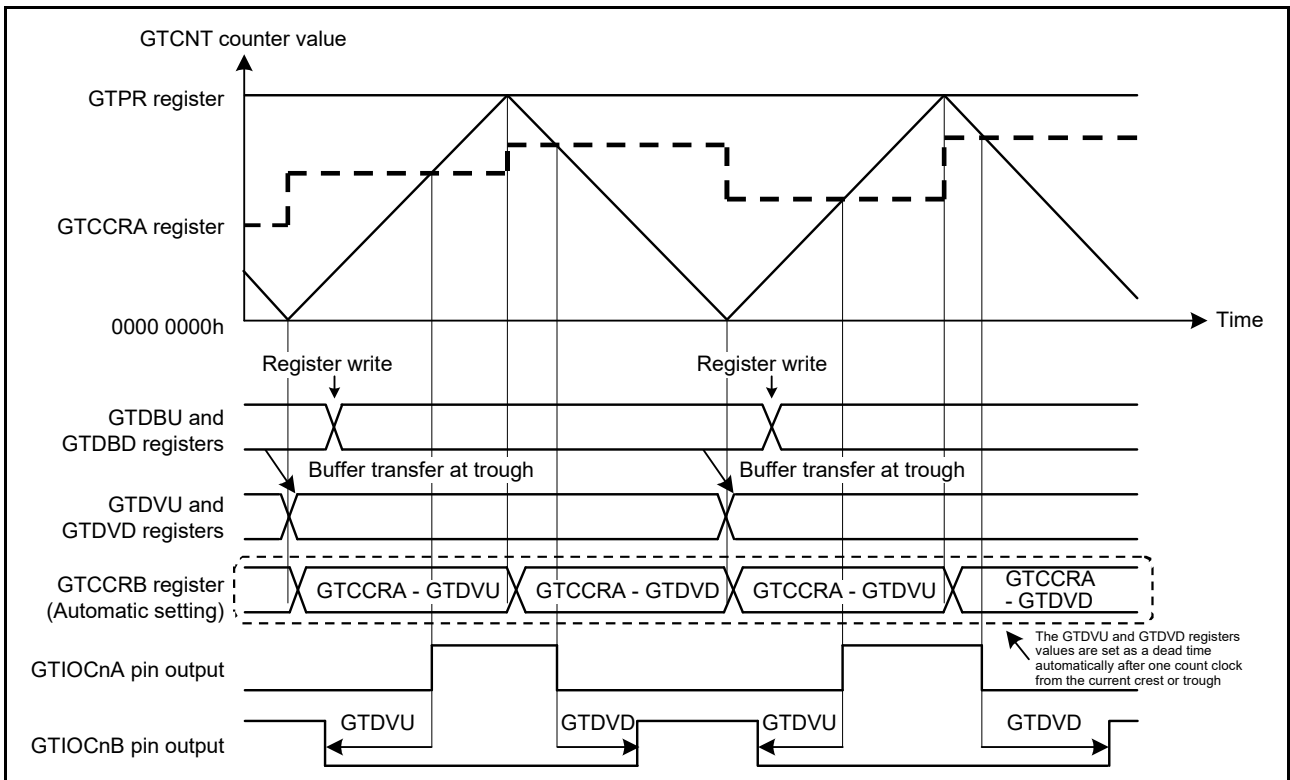 GTCNT counter value
GTPR register
GTCCRA register
0000 0000h
Time
Register write
Register write
GTDBU and
GTDBD registers
Buffer transfer at trough
Buffer transfer at trough
GTDVU and
GTDVD registers
GTCCRB register
(Automatic setting)
GTCCRA - GTDVU
GTCCRA - GTDVD
GTCCRA - GTDVU
GTCCRA
- GTDVD
The GTDVU and GTDVD registers
values are set as a dead time
automatically after one count clock
from the current crest or trough
GTIOCnA pin output
GTDVU
GTDVD
GTDVU
GTDVD
GTIOCnB pin output